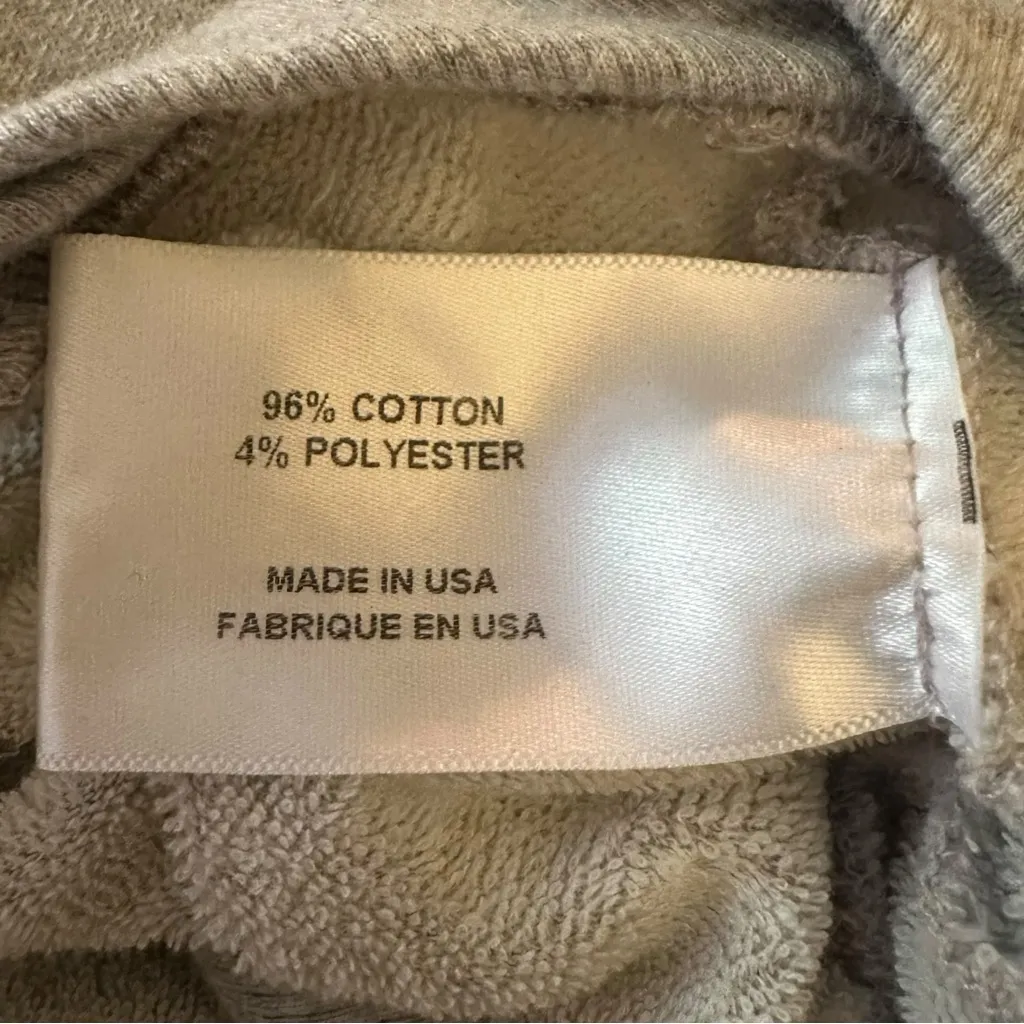 96% COTTON
4% POLYESTER
MADE IN USA
FABRIQUE EN USA